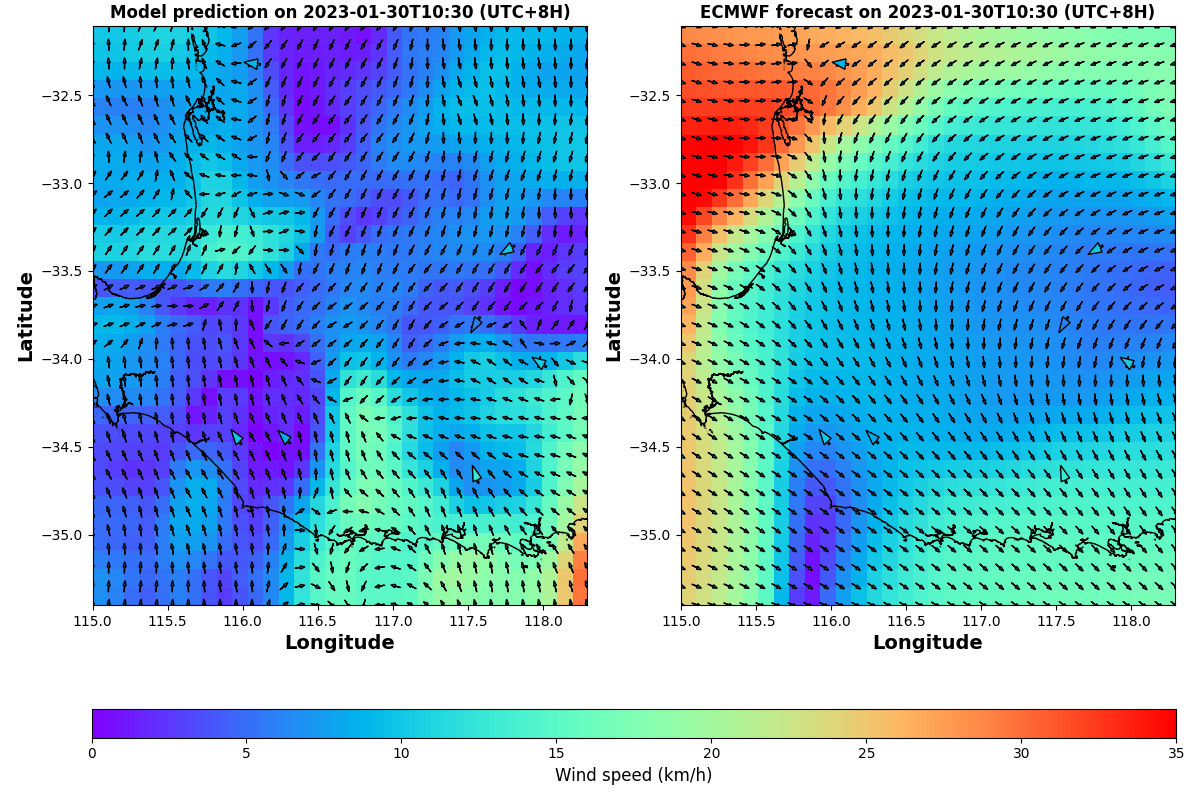 Model prediction on 2023-01-30T10:30 (UTC+8H)
ECMWF forecast on 2023-01-30T10:30 (UTC+8H)
Latitude
−32.5
−33.0
−33.5
−34.0
−34.5
−35.0
115.0 115.5 116.0 116.5 117.0 117.5 118.0
Longitude
Latitude
−32.5
−33.0
−33.5
−34.0
−34.5
−35.0
115.0 115.5 116.0 116.5 117.0 117.5 118.0
Longitude
0 5 10 15 20 25 30 35
Wind speed (km/h)